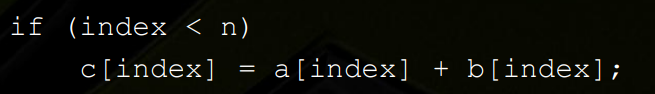 if (index < n)
    c[index] = a[index] + b[index];